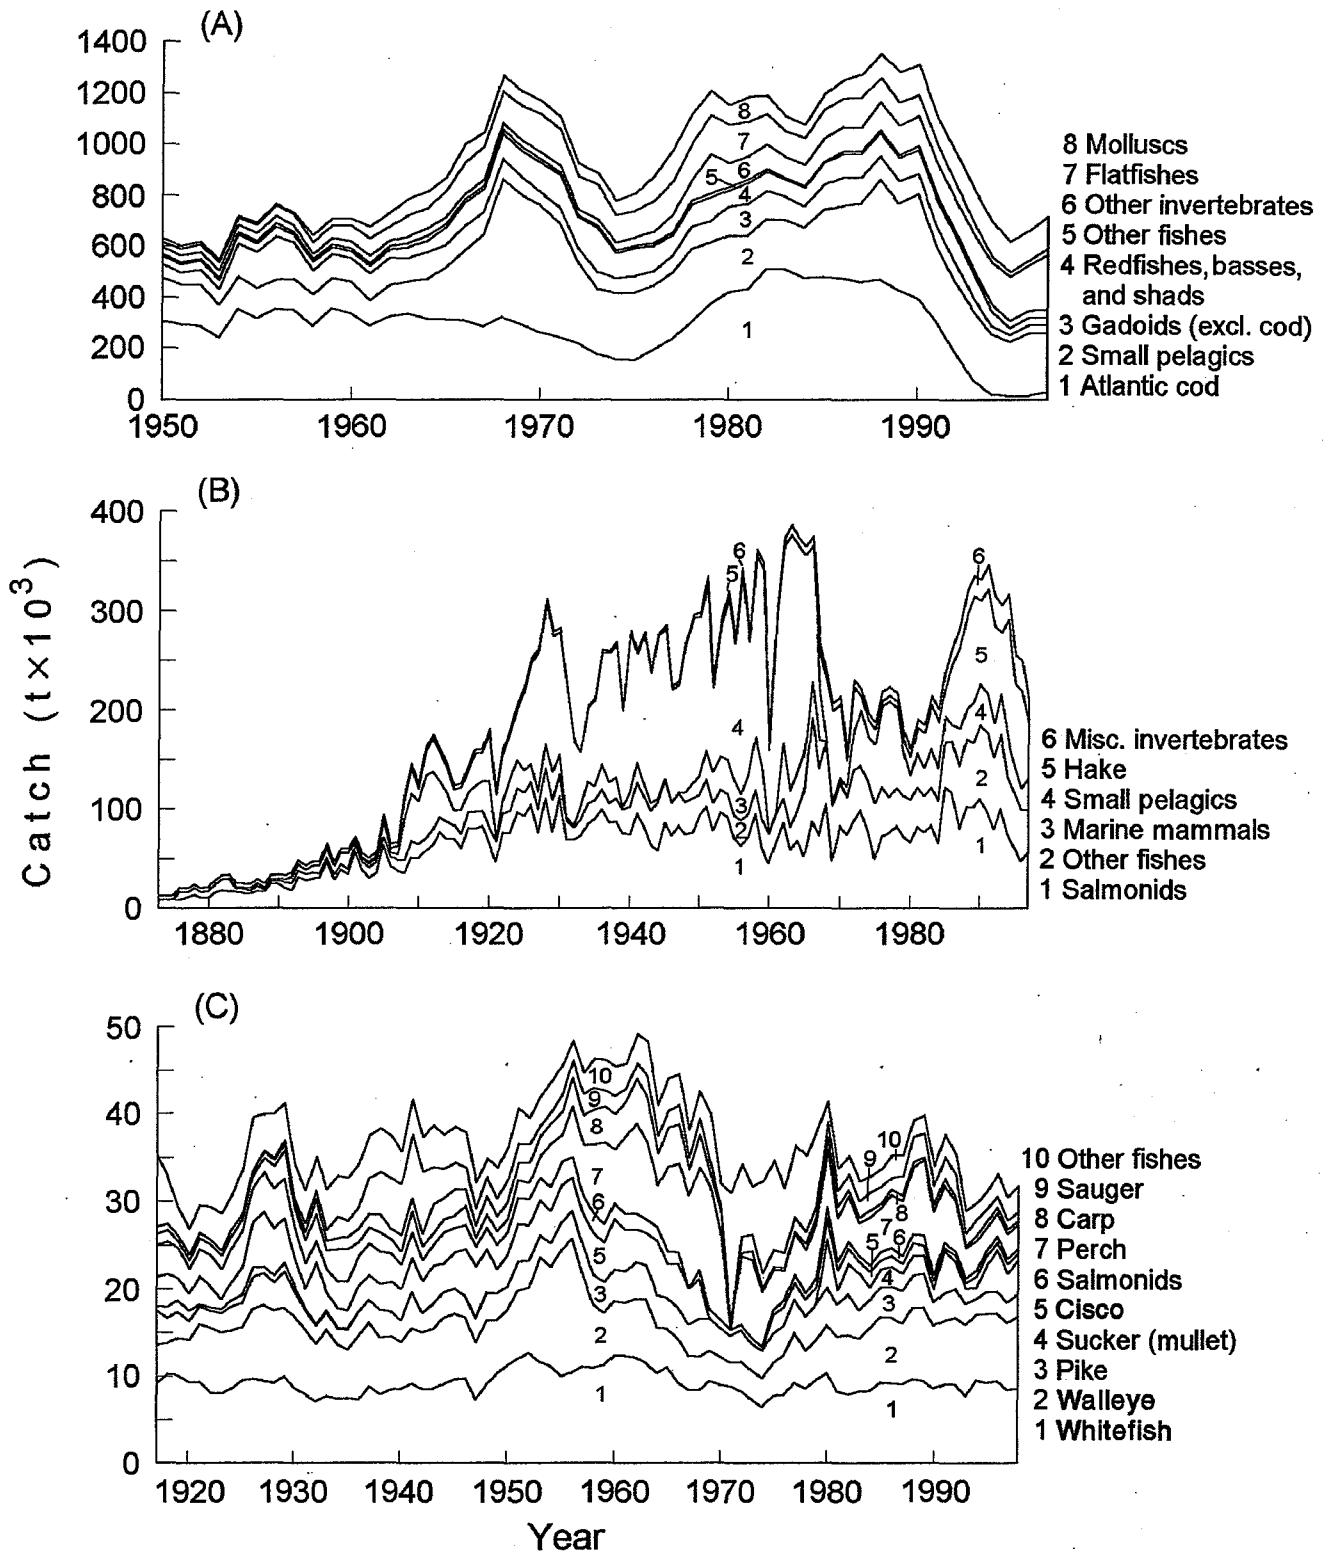 (A)
1400
1200
1000
800
600
400
200
0
1950
1960
1970
1980
1990
8
7
6
5
4
3
2
1
8 Molluscs
7 Flatfishes
6 Other invertebrates
5 Other fishes
4 Redfishes, basses,
and shads
3 Gadoids (excl. cod)
2 Small pelagics
1 Atlantic cod
(B)
Catch (t×10³)
400
300
200
100
0
1880
1900
1920
1940
1960
1980
6
5
4
3
2
1
6
5
4
2
1
6 Misc. invertebrates
5 Hake
4 Small pelagics
3 Marine mammals
2 Other fishes
1 Salmonids
(C)
50
40
30
20
10
0
1920
1930
1940
1950
1960
1970
1980
1990
10
9
8
7
6
5
3
2
1
10
9
8
7
6
5
4
3
2
1
10 Other fishes
9 Sauger
8 Carp
7 Perch
6 Salmonids
5 Cisco
4 Sucker (mullet)
3 Pike
2 Walleye
1 Whitefish
Year